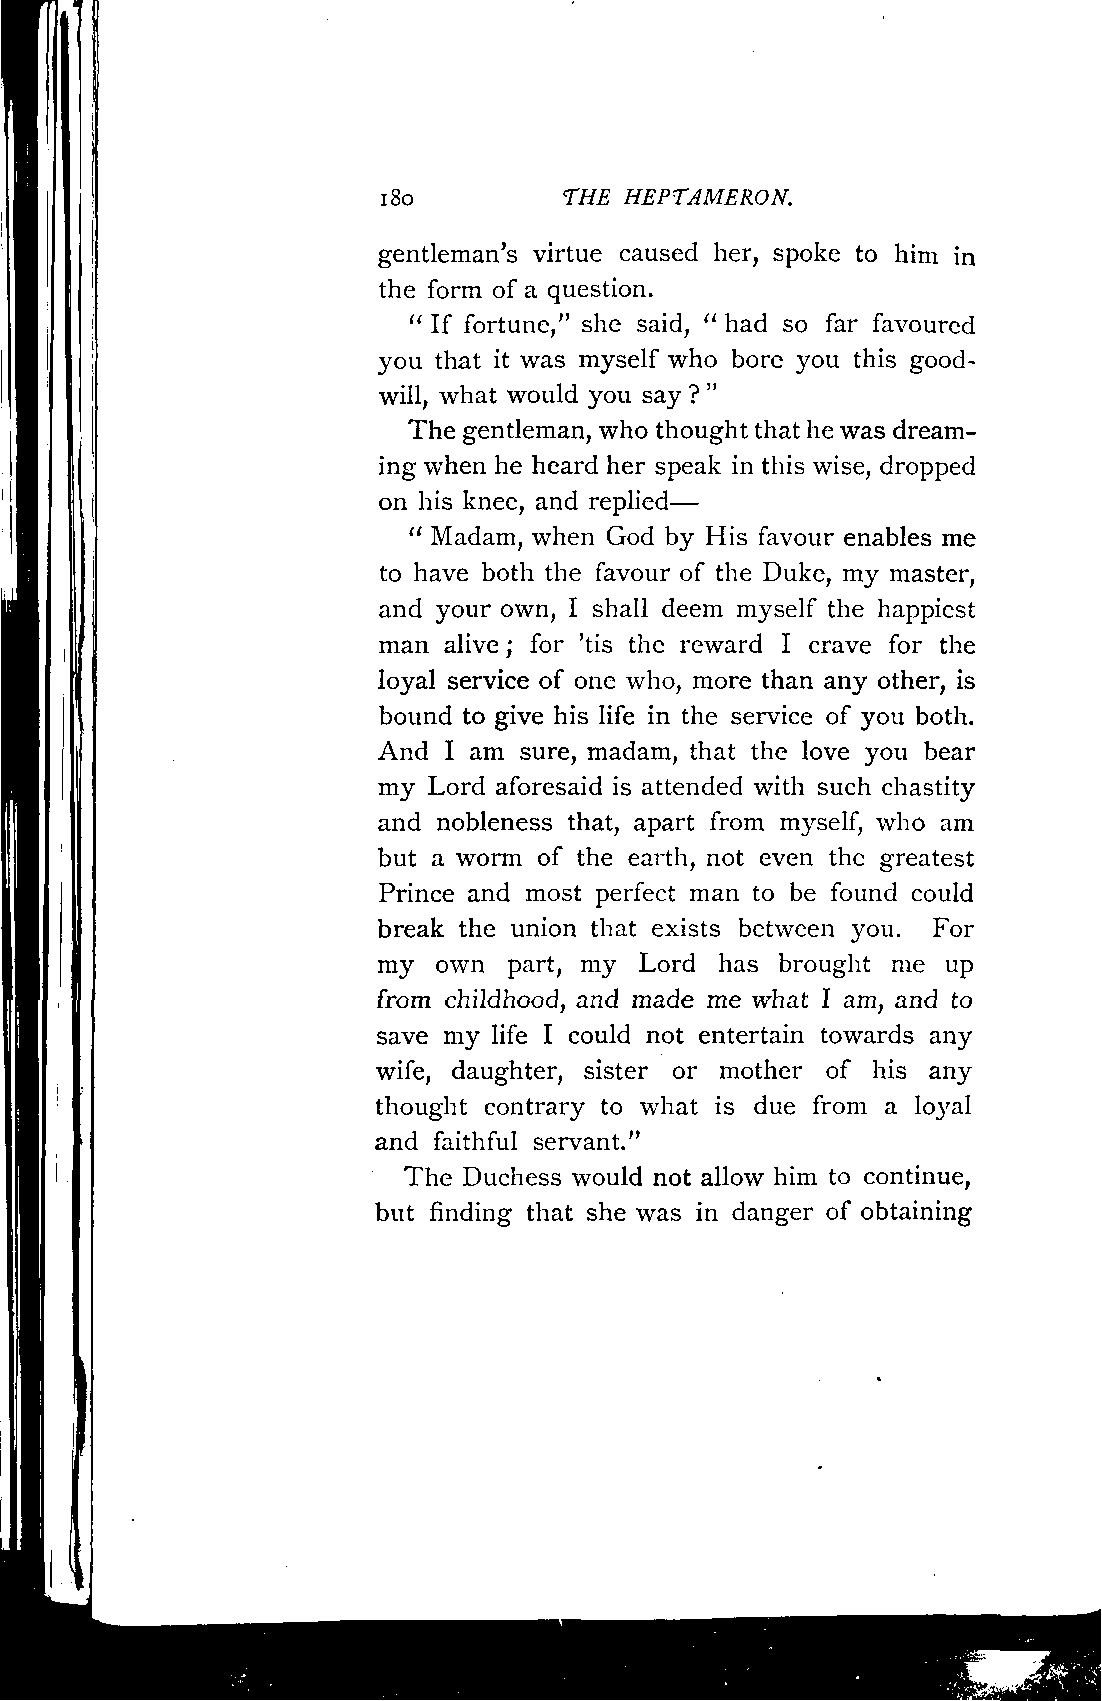 180 THE HEPTAMERON.
gentleman's virtue caused her, spoke to him in
the form of a question.
" If fortune," she said, " had so far favoured
you that it was myself who bore you this good-
will, what would you say ? "
The gentleman, who thought that he was dream-
ing when he heard her speak in this wise, dropped
on his knee, and replied—
" Madam, when God by His favour enables me
to have both the favour of the Duke, my master,
and your own, I shall deem myself the happiest
man alive ; for 'tis the reward I crave for the
loyal service of one who, more than any other, is
bound to give his life in the service of you both.
And I am sure, madam, that the love you bear
my Lord aforesaid is attended with such chastity
and nobleness that, apart from myself, who am
but a worm of the earth, not even the greatest
Prince and most perfect man to be found could
break the union that exists between you. For
my own part, my Lord has brought me up
from childhood, and made me what I am, and to
save my life I could not entertain towards any
wife, daughter, sister or mother of his any
thought contrary to what is due from a loyal
and faithful servant."
The Duchess would not allow him to continue,
but finding that she was in danger of obtaining